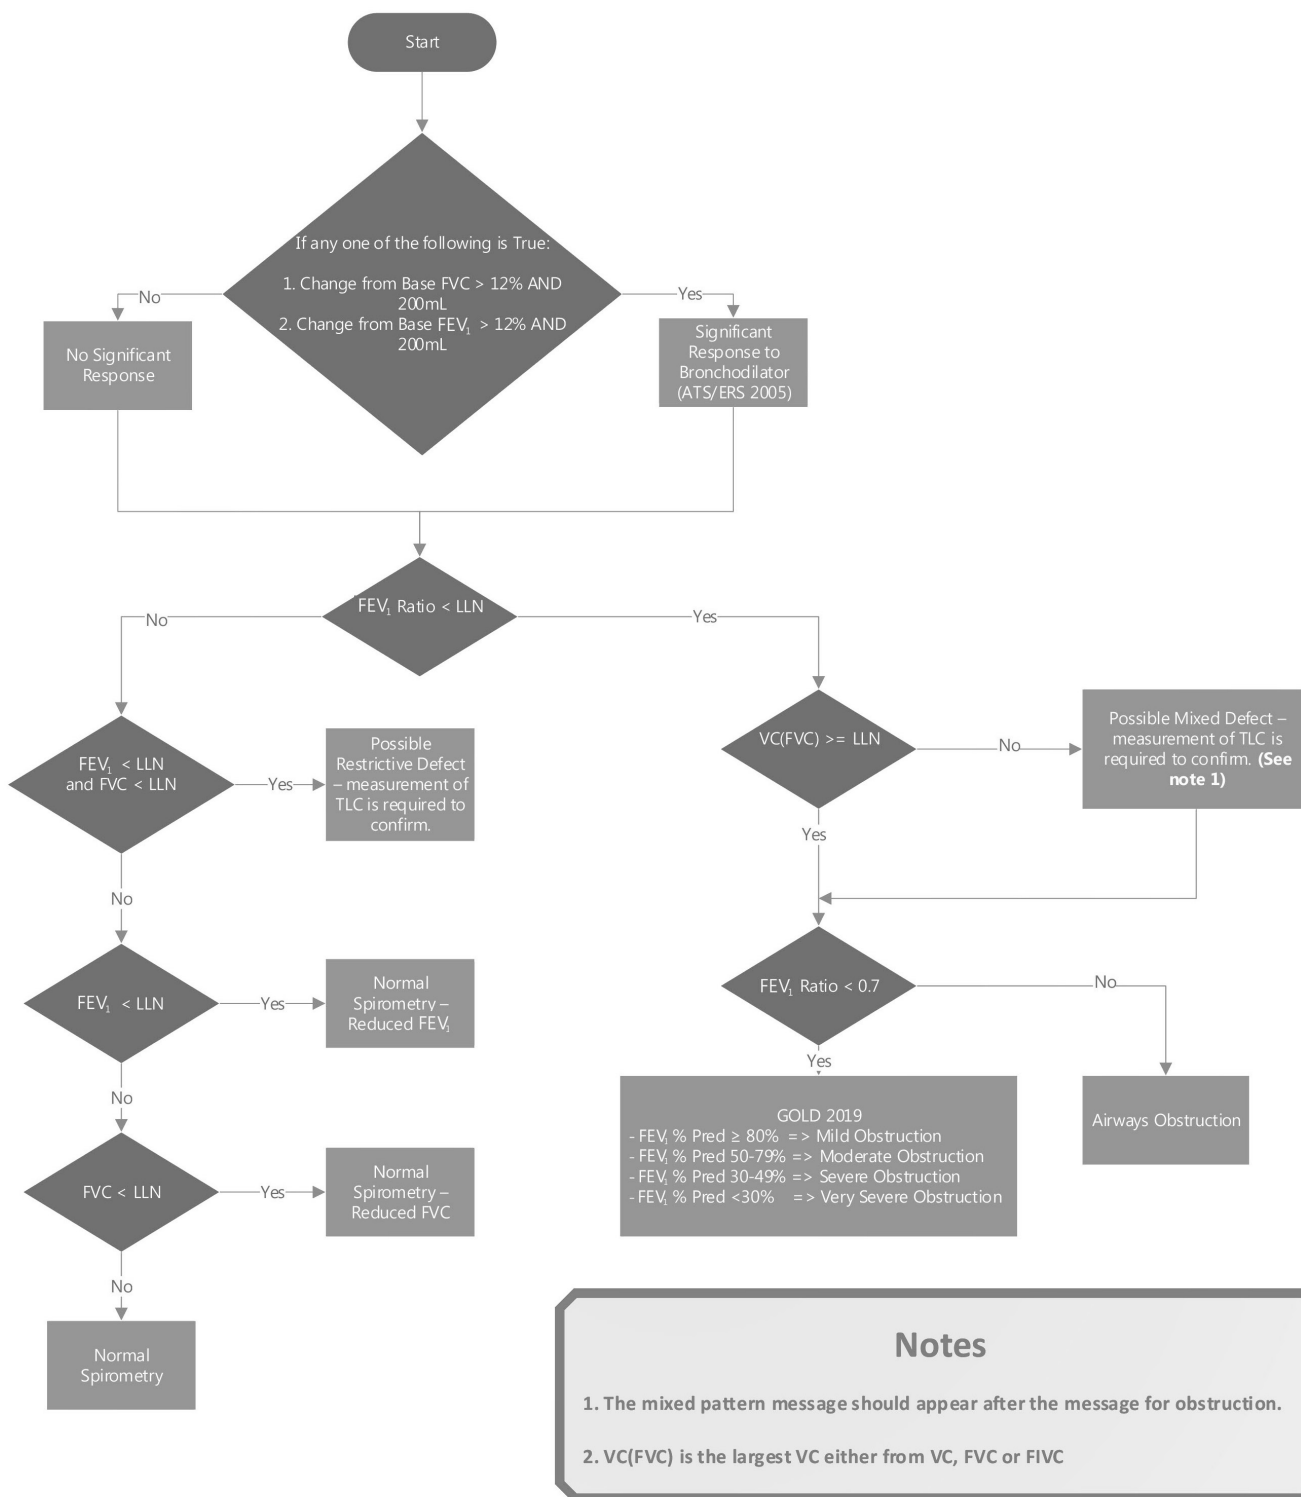 Start
If any one of the following is True:
1. Change from Base FVC > 12% AND
200mL
2. Change from Base FEV₁ > 12% AND
200mL
No
Yes
No Significant
Response
Significant
Response to
Bronchodilator
(ATS/ERS 2005)
FEV₁ Ratio < LLN
No
Yes
FEV₁ < LLN
and FVC < LLN
Yes
Possible
Restrictive Defect
– measurement of
TLC is required to
confirm.
VC(FVC) >= LLN
No
Possible Mixed Defect –
measurement of TLC is
required to confirm. (See
note 1)
Yes
No
FEV₁ < LLN
Yes
Normal
Spirometry –
Reduced FEV₁
FEV₁ Ratio < 0.7
No
Yes
Airways Obstruction
GOLD 2019
- FEV₁ % Pred ≥ 80% => Mild Obstruction
- FEV₁ % Pred 50-79% => Moderate Obstruction
- FEV₁ % Pred 30-49% => Severe Obstruction
- FEV₁ % Pred <30% => Very Severe Obstruction
No
FVC < LLN
Yes
Normal
Spirometry –
Reduced FVC
No
Normal
Spirometry
Notes
1. The mixed pattern message should appear after the message for obstruction.
2. VC(FVC) is the largest VC either from VC, FVC or FIVC